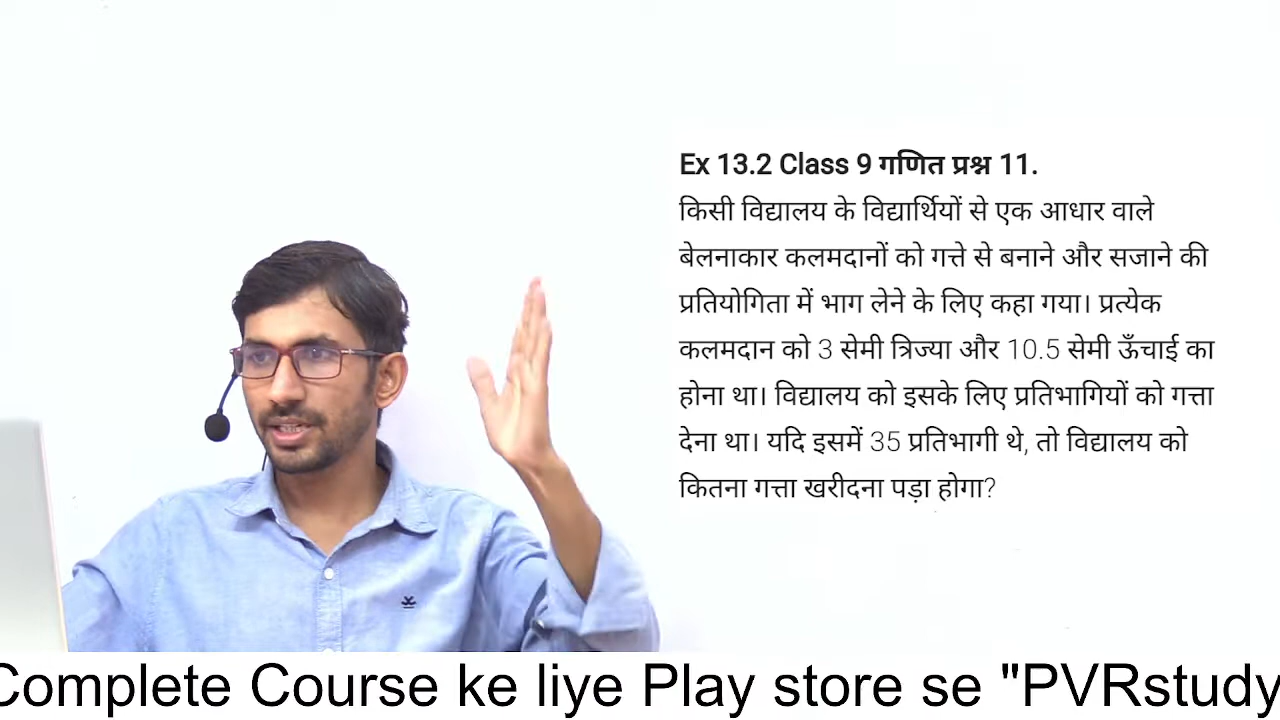 Ex 13.2 Class 9 गणित प्रश्न 11.
किसी विद्यालय के विद्यार्थियों से एक आधार वाले
बेलनाकार कलमदानों को गत्ते से बनाने और सजाने की
प्रतियोगिता में भाग लेने के लिए कहा गया। प्रत्येक
कलमदान को 3 सेमी त्रिज्या और 10.5 सेमी ऊँचाई का
होना था। विद्यालय को इसके लिए प्रतिभागियों को गत्ता
देना था। यदि इसमें 35 प्रतिभागी थे, तो विद्यालय को
कितना गत्ता खरीदना पड़ा होगा?
Complete Course ke liye Play store se "PVRstudy